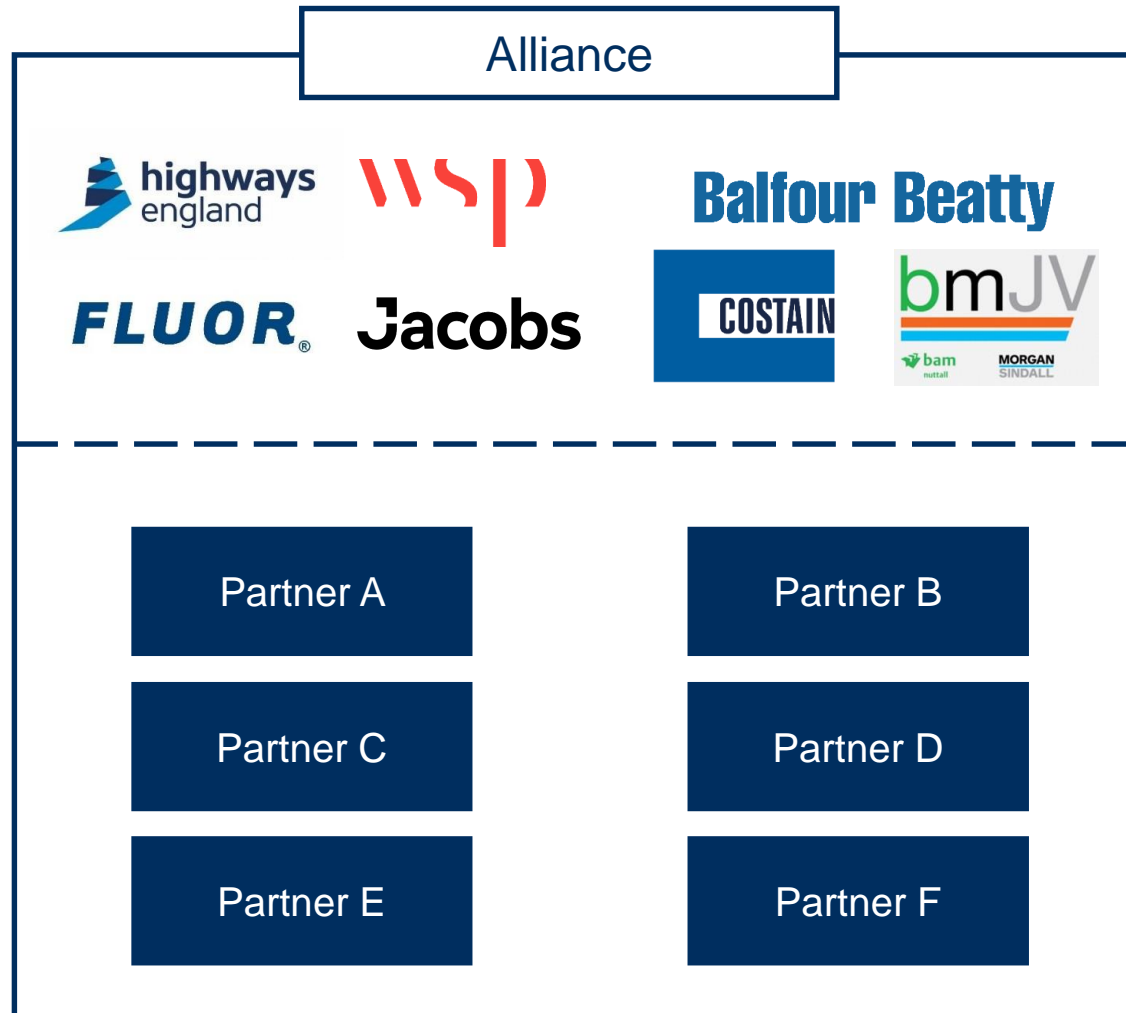 Alliance
highways
england
wsp
Balfour Beatty
FLUOR®
Jacobs
COSTAIN
bmJV
bam
nuttall
MORGAN
SINDALL
Partner A
Partner B
Partner C
Partner D
Partner E
Partner F